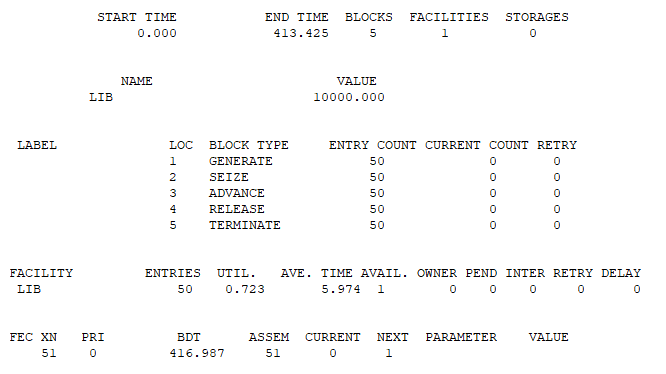 START TIME END TIME BLOCKS FACILITIES STORAGES
0.000 413.425 5 1 0
NAME VALUE
LIB 10000.000
LABEL LOC BLOCK TYPE ENTRY COUNT CURRENT COUNT RETRY
1 GENERATE 50 0 0
2 SEIZE 50 0 0
3 ADVANCE 50 0 0
4 RELEASE 50 0 0
5 TERMINATE 50 0 0
FACILITY ENTRIES UTIL. AVE. TIME AVAIL. OWNER PEND INTER RETRY DELAY
LIB 50 0.723 5.974 1 0 0 0 0 0
FEC XN PRI BDT ASSEM CURRENT NEXT PARAMETER VALUE
51 0 416.987 51 0 1